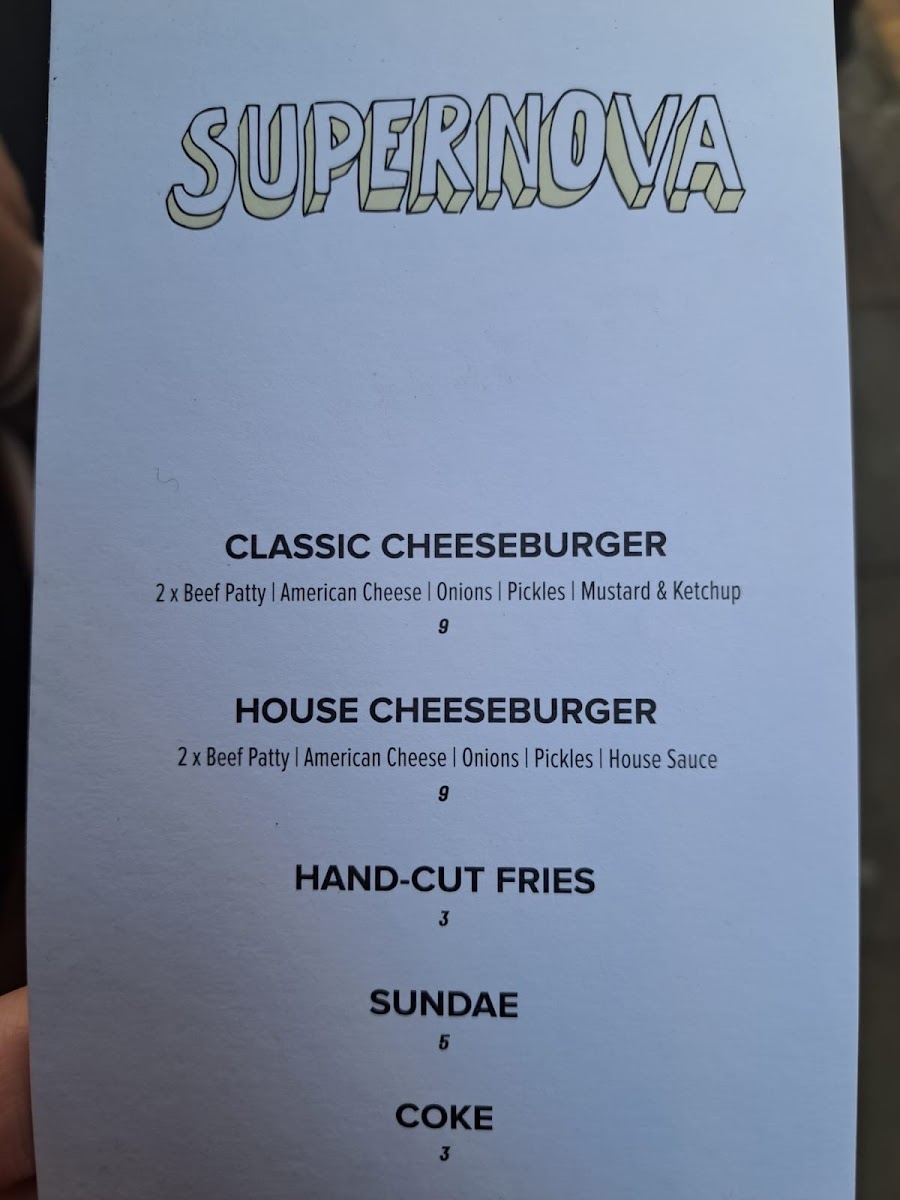 SUPERNOVA
CLASSIC CHEESEBURGER
2 x Beef Patty | American Cheese | Onions | Pickles | Mustard & Ketchup
9
HOUSE CHEESEBURGER
2 x Beef Patty | American Cheese | Onions | Pickles | House Sauce
9
HAND-CUT FRIES
3
SUNDAE
5
COKE
3